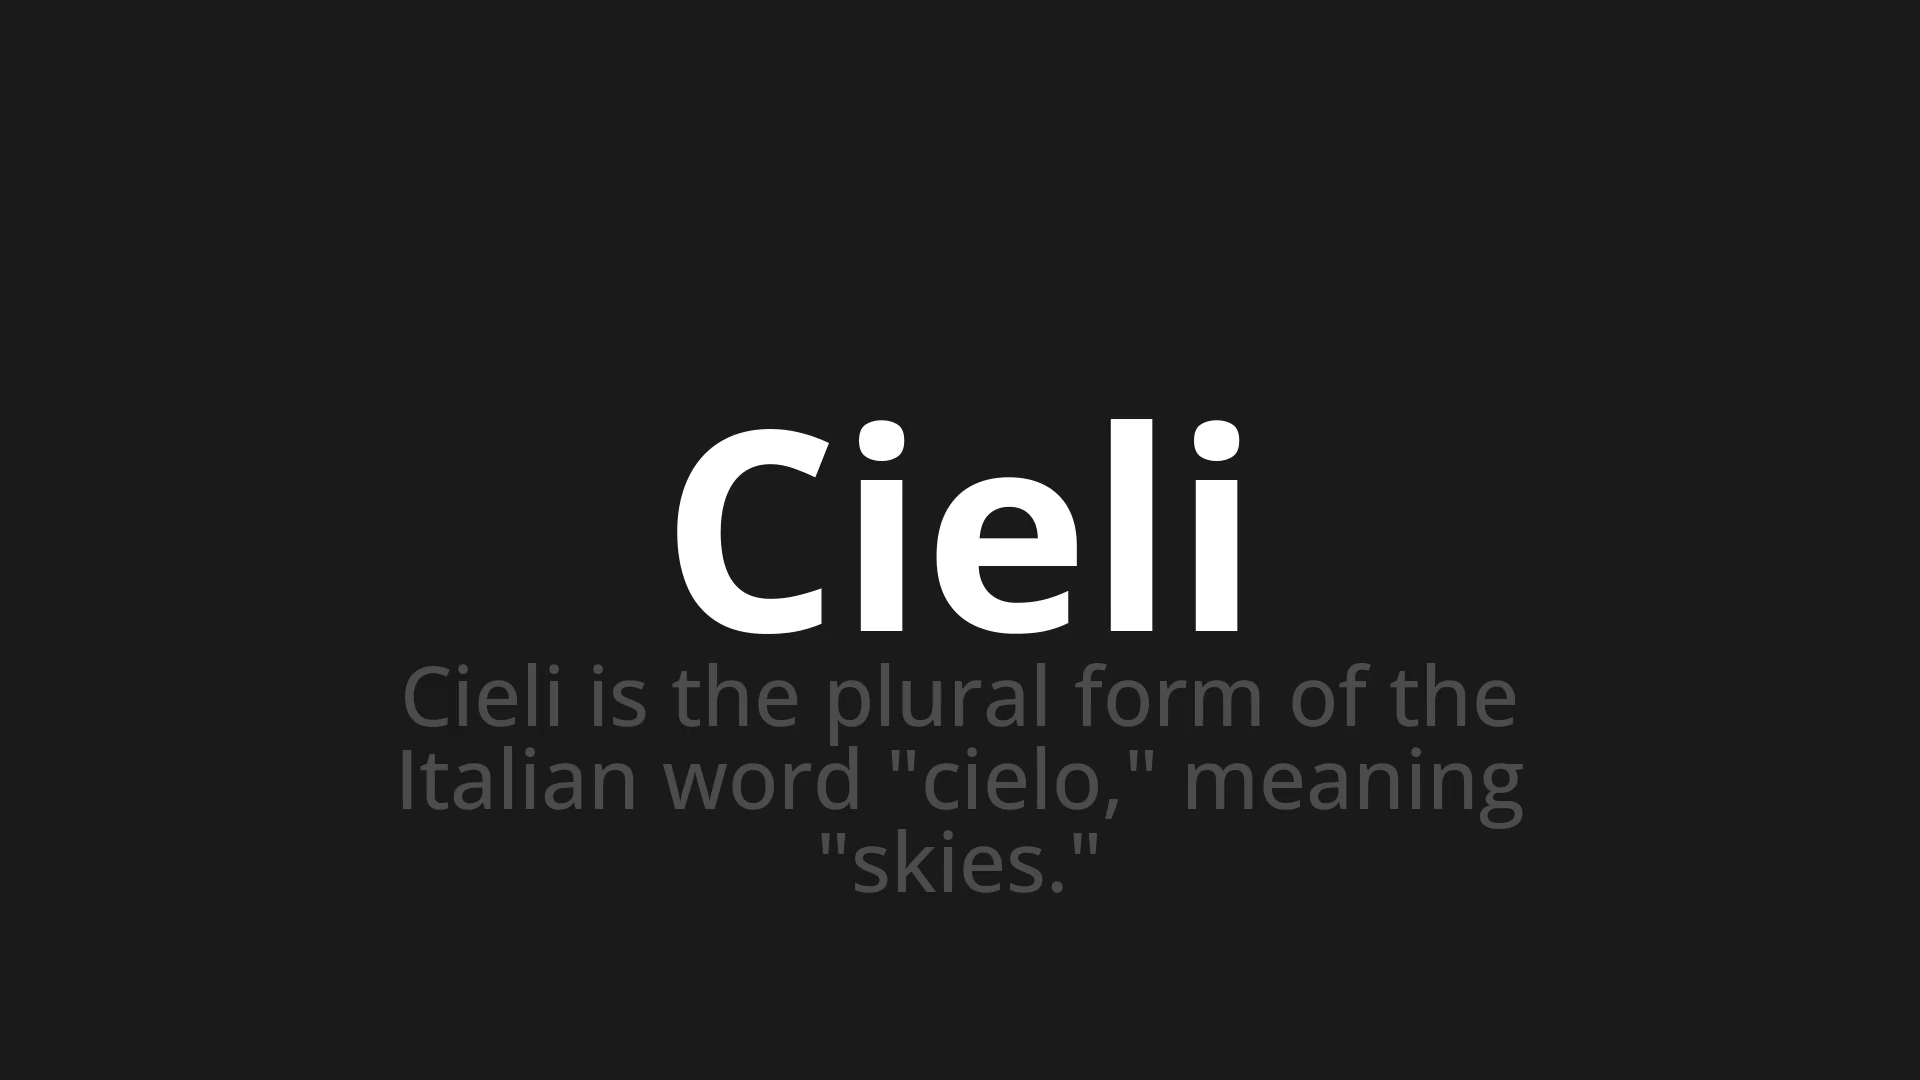 Cieli
Cieli is the plural form of the
Italian word "cielo," meaning
"skies."